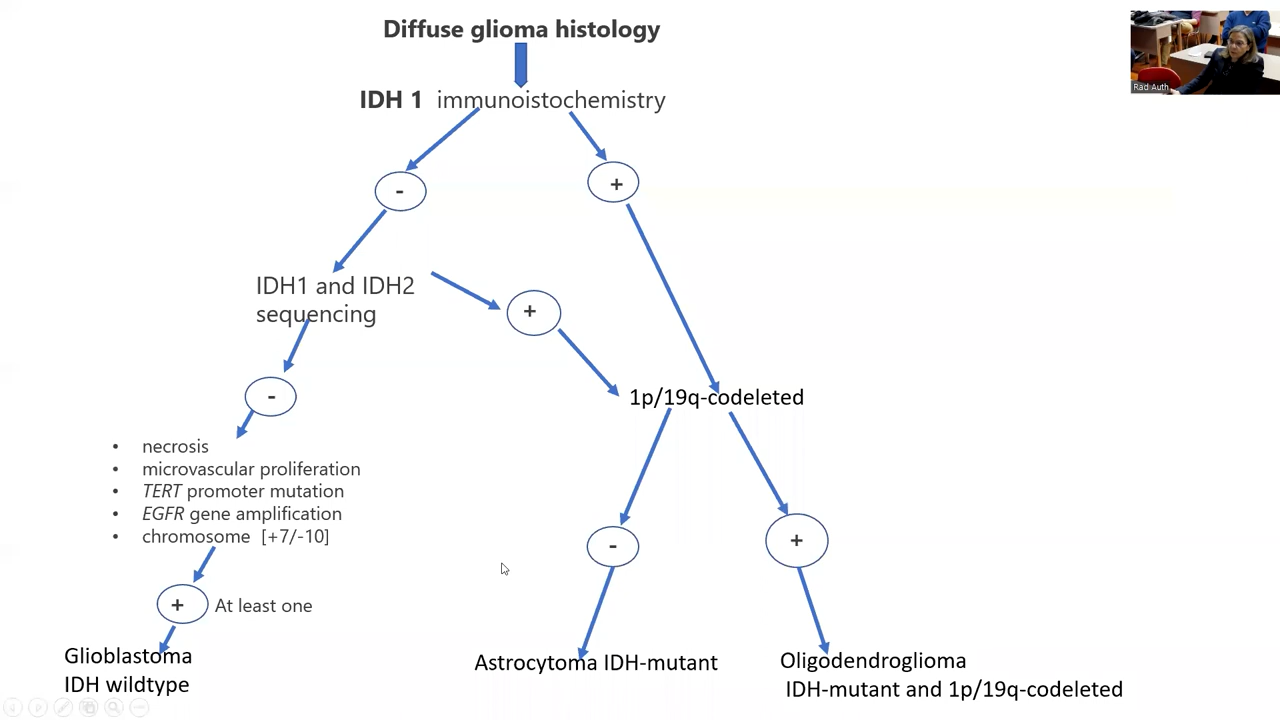 Diffuse glioma histology
Rad Auth
IDH 1 immunoistochemistry
-
+
IDH1 and IDH2
sequencing
+
-
1p/19q-codeleted
• necrosis
• microvascular proliferation
• TERT promoter mutation
• EGFR gene amplification
• chromosome [+7/-10]
-
+
+ At least one
Glioblastoma
IDH wildtype
Astrocytoma IDH-mutant
Oligodendroglioma
IDH-mutant and 1p/19q-codeleted